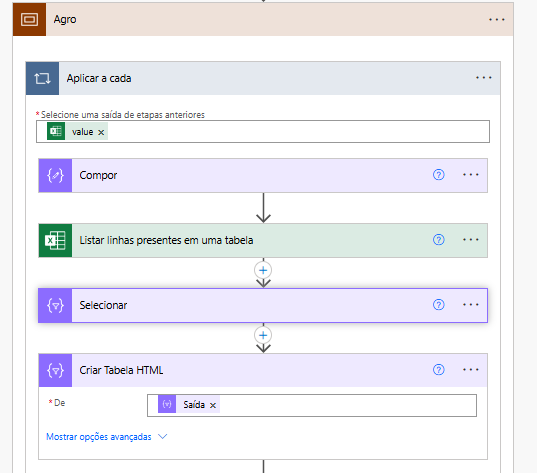 Agro
Aplicar a cada
* Selecione uma saída de etapas anteriores
value ×
Compor
Listar linhas presentes em uma tabela
Selecionar
Criar Tabela HTML
* De
Saída ×
Mostrar opções avançadas